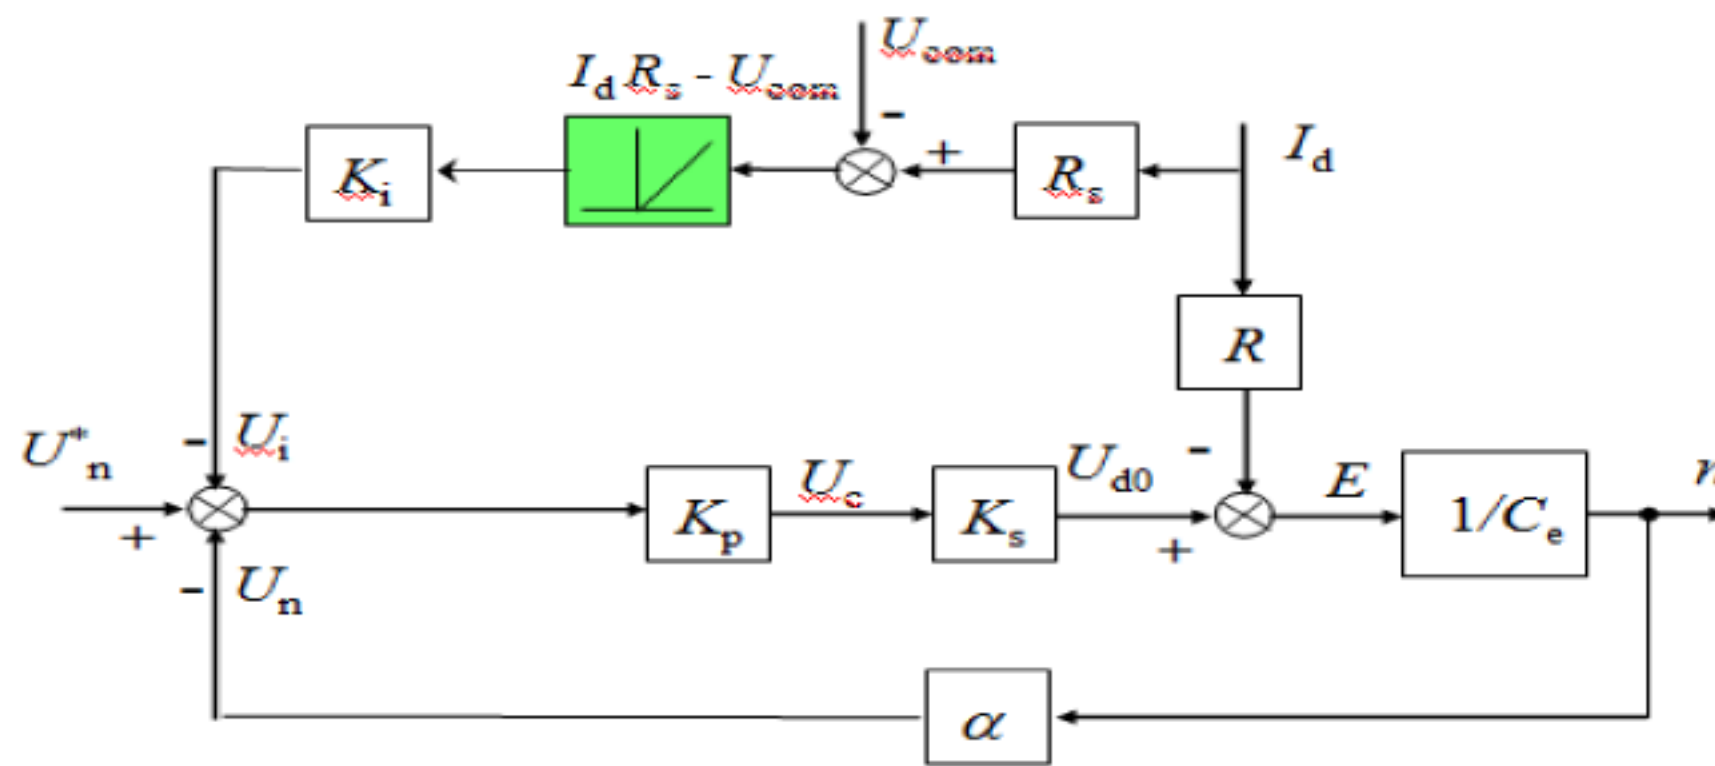 U_com
I_d R_s - U_com
-
I_d
K_i
+
R_s
R
U*_n
-
U_i
U_c
U_d0
-
E
n
+
K_p
K_s
+
1/C_e
-
U_n
α